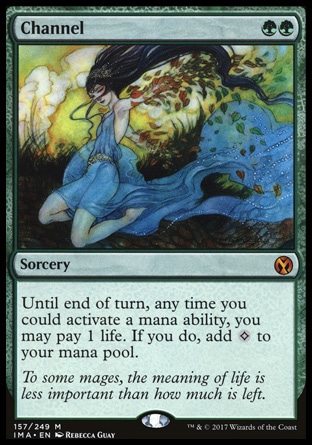 Channel
Sorcery
Until end of turn, any time you
could activate a mana ability, you
may pay 1 life. If you do, add to
your mana pool.
To some mages, the meaning of life is
less important than how much is left.
157/249 M
IMA • EN Rebecca Guay
™ & © 2017 Wizards of the Coast